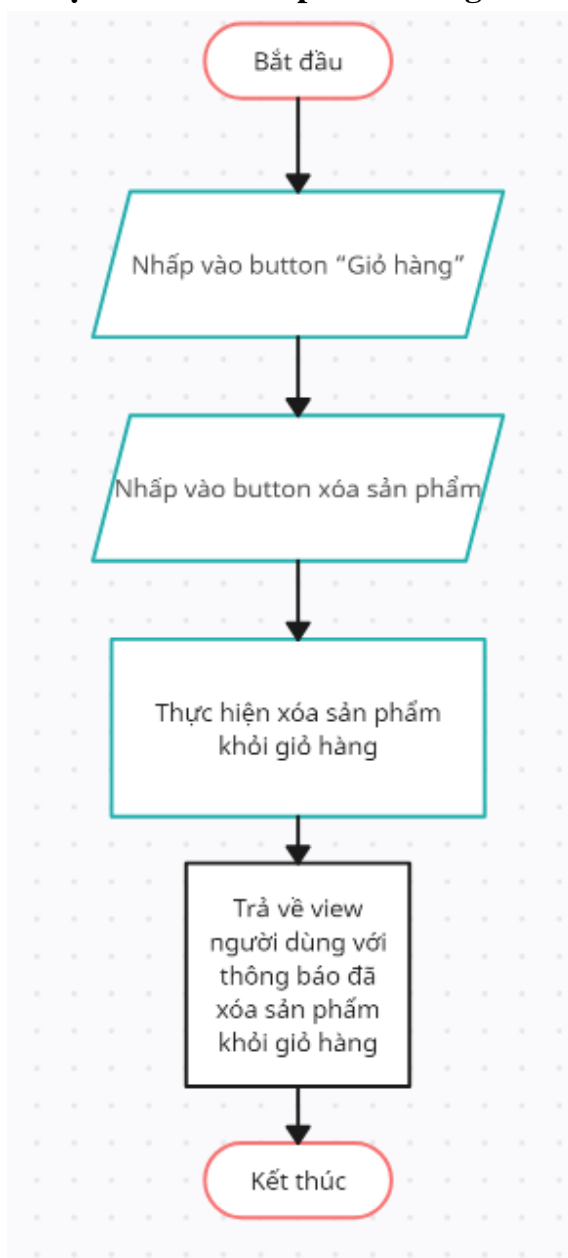 Bắt đầu
Nhấp vào button “Giỏ hàng”
Nhấp vào button xóa sản phẩm
Thực hiện xóa sản phẩm
khỏi giỏ hàng
Trả về view
người dùng với
thông báo đã
xóa sản phẩm
khỏi giỏ hàng
Kết thúc